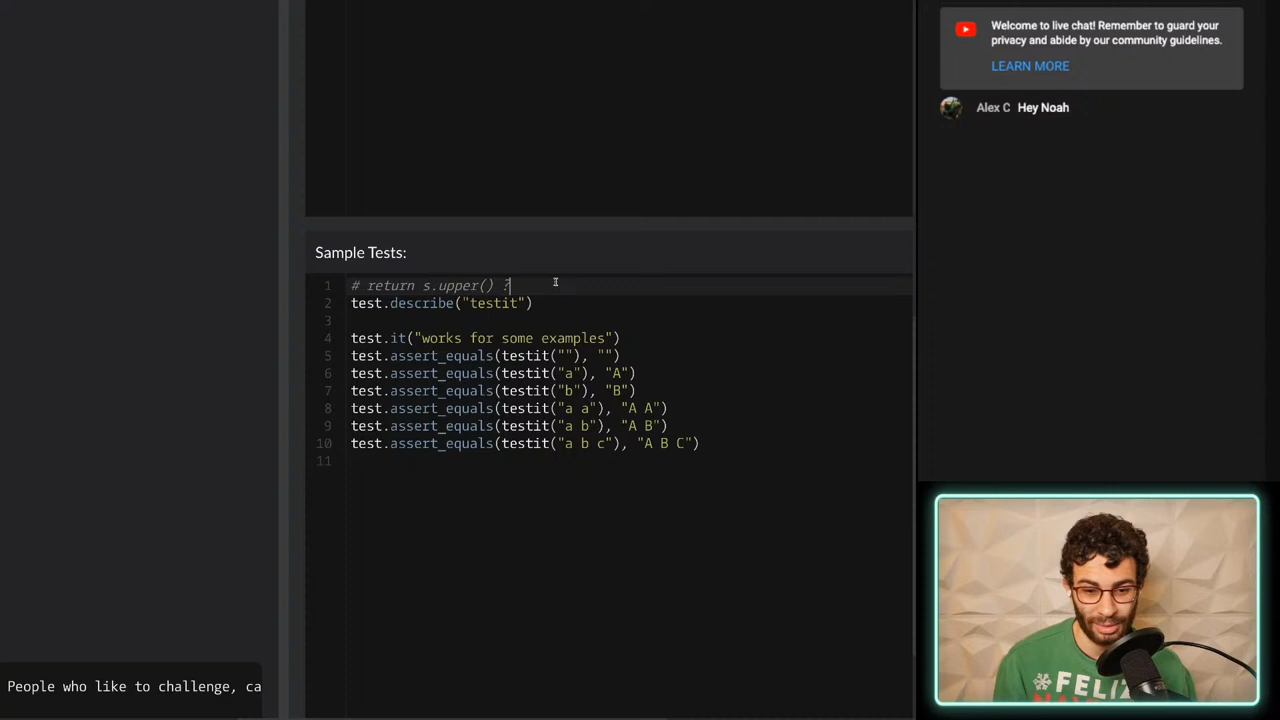 Welcome to live chat! Remember to guard your
privacy and abide by our community guidelines.
LEARN MORE
Alex C Hey Noah
Sample Tests:
1 # return s.upper() ?
2 test.describe("testit")
3
4 test.it("works for some examples")
5 test.assert_equals(testit(""), "")
6 test.assert_equals(testit("a"), "A")
7 test.assert_equals(testit("b"), "B")
8 test.assert_equals(testit("a a"), "A A")
9 test.assert_equals(testit("a b"), "A B")
10 test.assert_equals(testit("a b c"), "A B C")
11
People who like to challenge, ca
FELIZ